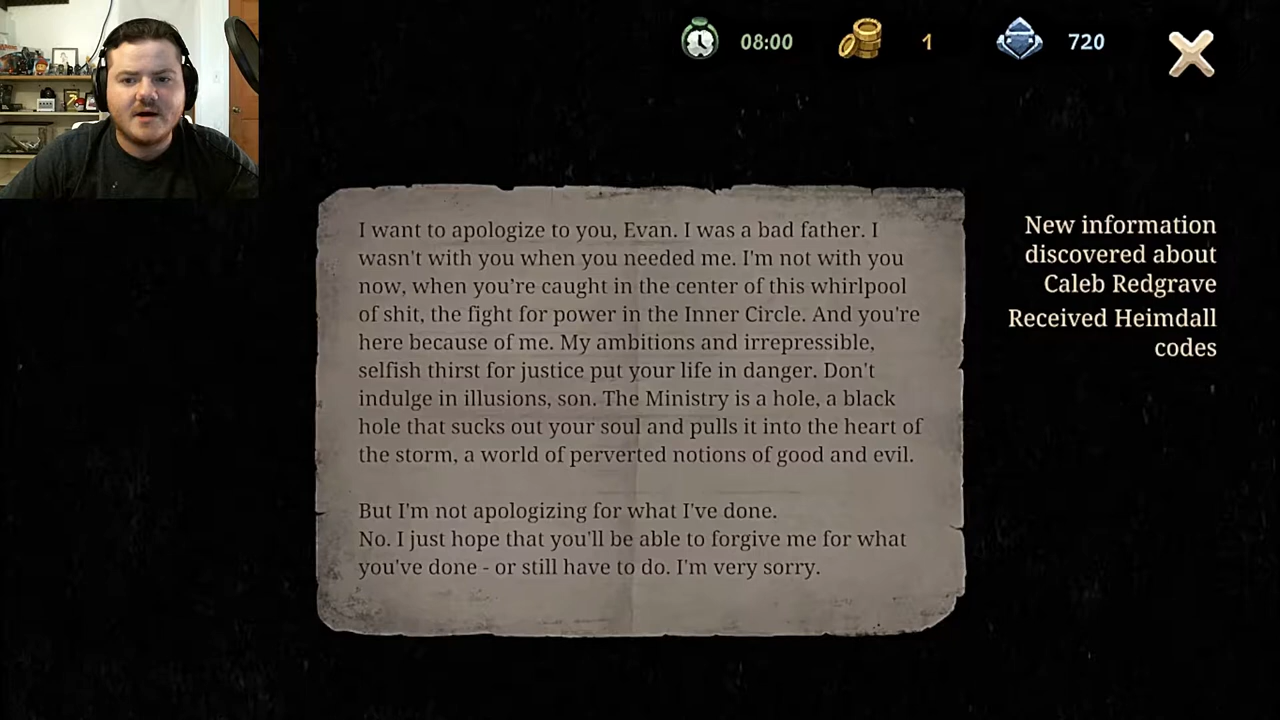 08:00
1
720
I want to apologize to you, Evan. I was a bad father. I
wasn't with you when you needed me. I'm not with you
now, when you're caught in the center of this whirlpool
of shit, the fight for power in the Inner Circle. And you're
here because of me. My ambitions and irrepressible,
selfish thirst for justice put your life in danger. Don't
indulge in illusions, son. The Ministry is a hole, a black
hole that sucks out your soul and pulls it into the heart of
the storm, a world of perverted notions of good and evil.
But I'm not apologizing for what I've done.
No. I just hope that you'll be able to forgive me for what
you've done - or still have to do. I'm very sorry.
New information
discovered about
Caleb Redgrave
Received Heimdall
codes